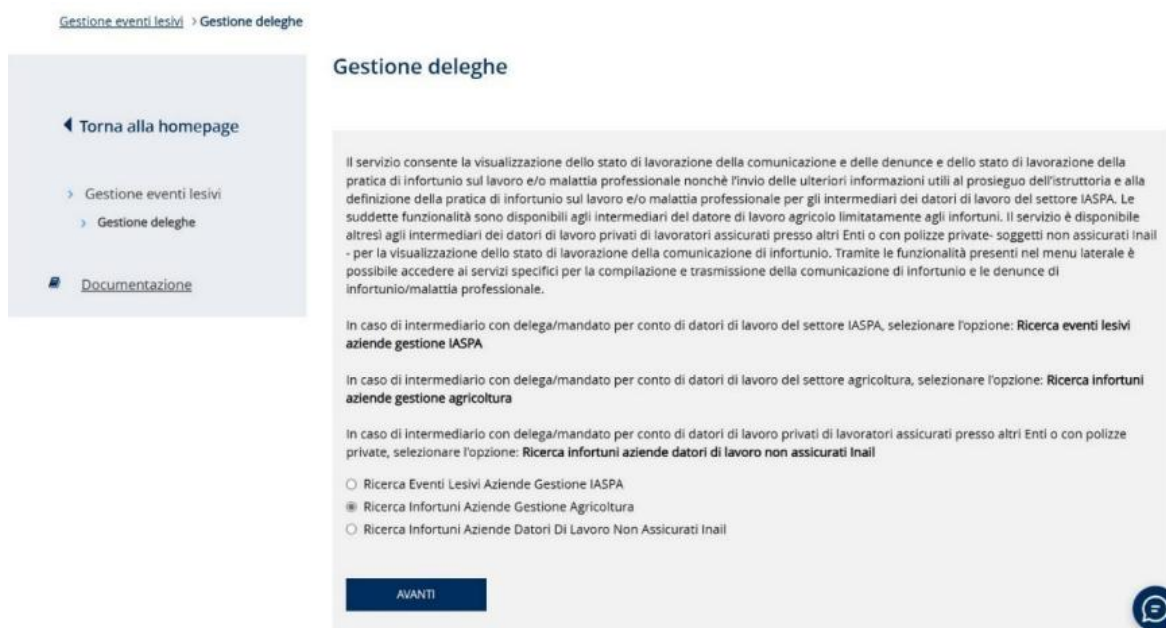 Gestione eventi lesivi > Gestione deleghe
Torna alla homepage
> Gestione eventi lesivi
> Gestione deleghe
Documentazione
Gestione deleghe
Il servizio consente la visualizzazione dello stato di lavorazione della comunicazione e delle denunce e dello stato di lavorazione della
pratica di infortunio sul lavoro e/o malattia professionale nonchè l'invio delle ulteriori informazioni utili al prosieguo dell'istruttoria e alla
definizione della pratica di infortunio sul lavoro e/o malattia professionale per gli intermediari dei datori di lavoro del settore IASPA. Le
suddette funzionalità sono disponibili agli intermediari del datore di lavoro agricolo limitatamente agli infortuni. Il servizio è disponibile
altresì agli intermediari dei datori di lavoro privati di lavoratori assicurati presso altri Enti o con polizze private- soggetti non assicurati Inail
- per la visualizzazione dello stato di lavorazione della comunicazione di infortunio. Tramite le funzionalità presenti nel menu laterale è
possibile accedere ai servizi specifici per la compilazione e trasmissione della comunicazione di infortunio e le denunce di
infortunio/malattia professionale.
In caso di intermediario con delega/mandato per conto di datori di lavoro del settore IASPA, selezionare l'opzione: Ricerca eventi lesivi
aziende gestione IASPA
In caso di intermediario con delega/mandato per conto di datori di lavoro del settore agricoltura, selezionare l'opzione: Ricerca infortuni
aziende gestione agricoltura
In caso di intermediario con delega/mandato per conto di datori di lavoro privati di lavoratori assicurati presso altri Enti o con polizze
private, selezionare l'opzione: Ricerca infortuni aziende datori di lavoro non assicurati Inail
Ricerca Eventi Lesivi Aziende Gestione IASPA
Ricerca Infortuni Aziende Gestione Agricoltura
Ricerca Infortuni Aziende Datori Di Lavoro Non Assicurati Inail
AVANTI